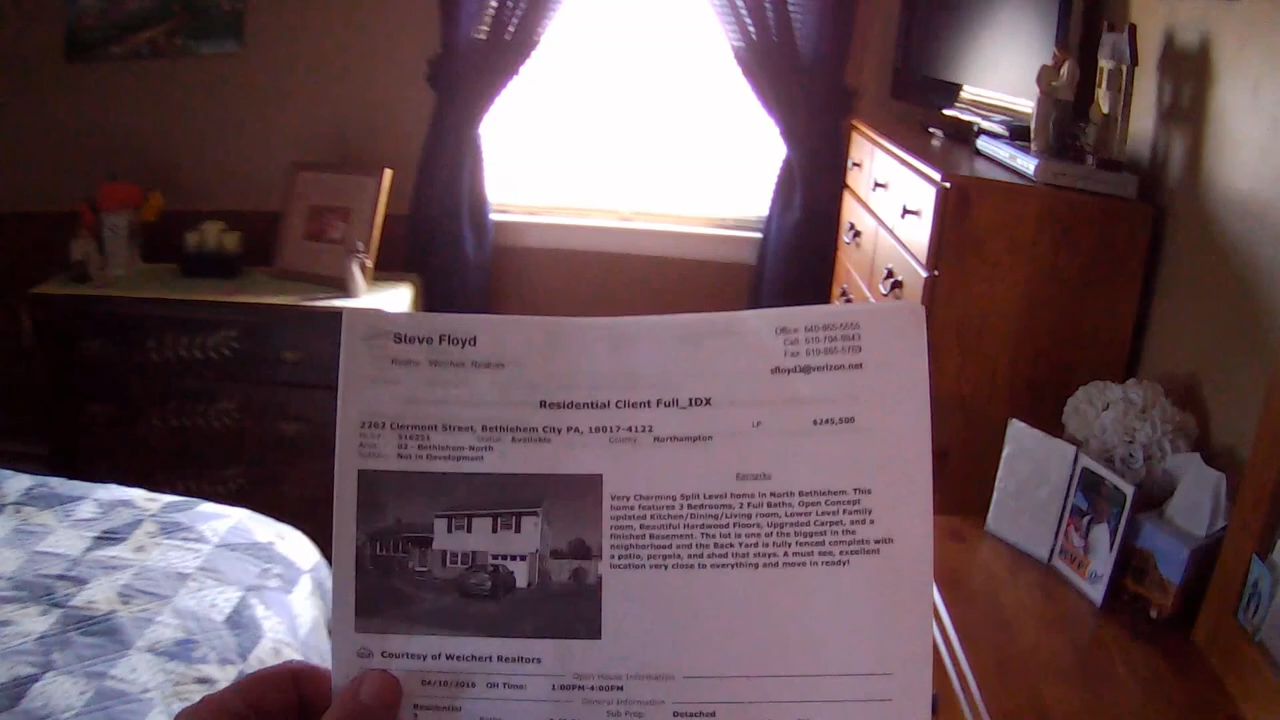 Steve Floyd
Realtor Weichert Realtors
Office: 610-865-5555
Cell: 610-704-8843
Fax: 610-865-5769
sfloyd3@verizon.net
Residential Client Full_IDX
2262 Clermont Street, Bethlehem City PA, 18017-4122 LP $245,500
Status: Available County: Northampton
Area: 02 - Bethlehem-North
Not in Development
Remarks
Very Charming Split Level home in North Bethlehem. This
home features 3 Bedrooms, 2 Full Baths, Open Concept
updated Kitchen/Dining/Living room, Lower Level Family
room, Beautiful Hardwood Floors, Upgraded Carpet, and a
finished Basement. The lot is one of the biggest in the
neighborhood and the Back Yard is fully fenced complete with
a patio, pergola, and shed that stays. A must see, excellent
location very close to everything and move in ready!
Courtesy of Weichert Realtors
Open House Information
04/10/2016 OH Time: 1:00PM-4:00PM
General Information
Residential Sub Prop: Detached